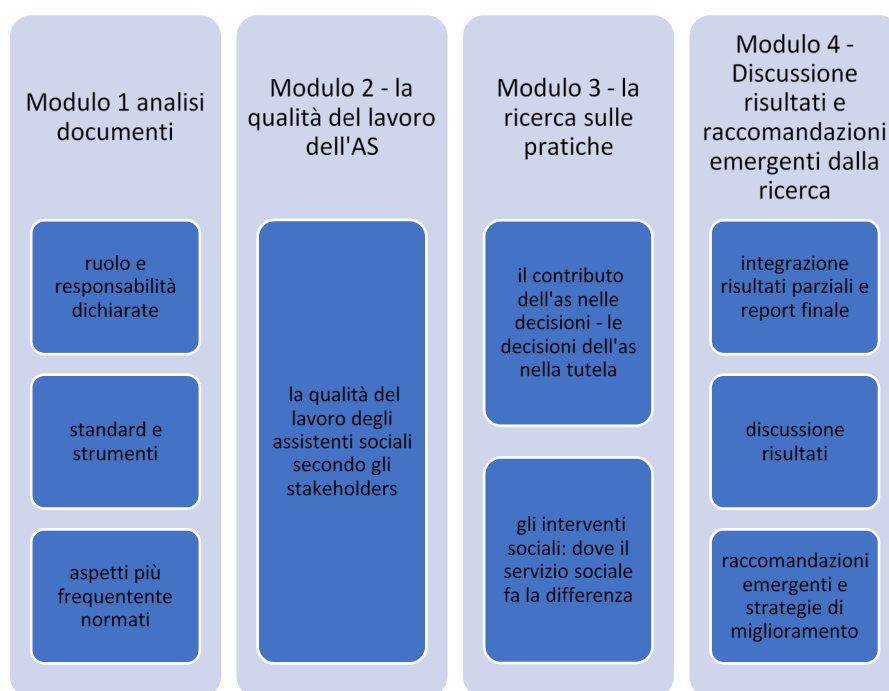 Modulo 1 analisi
documenti
ruolo e
responsabilità
dichiarate
standard e
strumenti
aspetti più
frequentente
normati
Modulo 2 - la
qualità del lavoro
dell'AS
la qualità del
lavoro degli
assistenti sociali
secondo gli
stakeholders
Modulo 3 - la
ricerca sulle
pratiche
il contributo
dell'as nelle
decisioni - le
decisioni dell'as
nella tutela
gli interventi
sociali: dove il
servizio sociale
fa la differenza
Modulo 4 -
Discussione
risultati e
raccomandazioni
emergenti dalla
ricerca
integrazione
risultati parziali e
report finale
discussione
risultati
raccomandazioni
emergenti e
strategie di
miglioramento